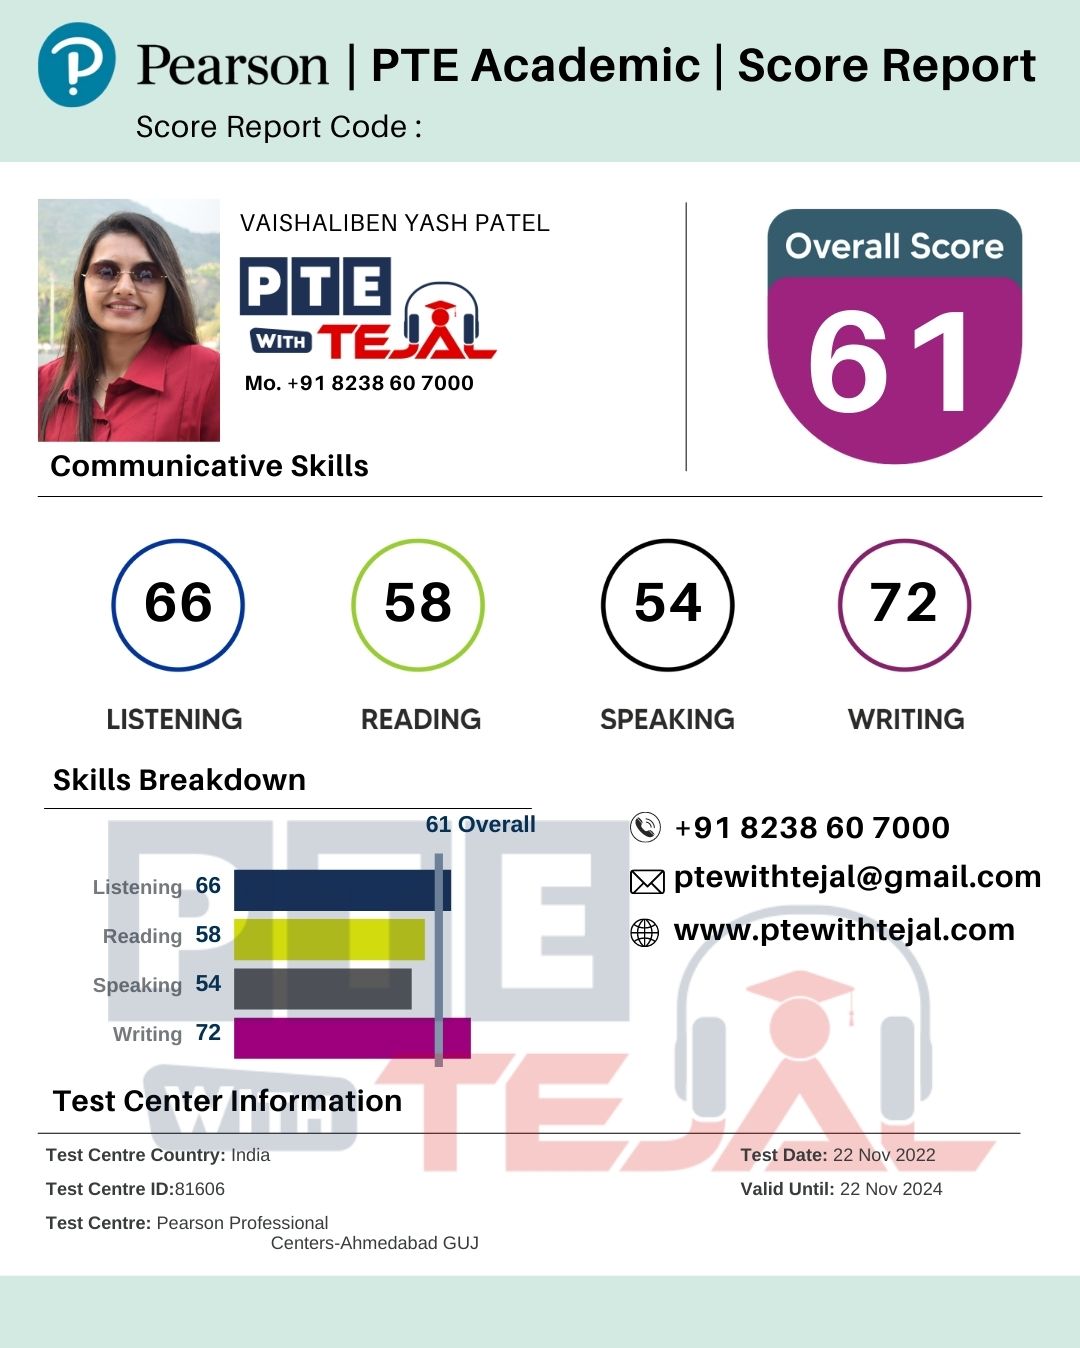 Pearson | PTE Academic | Score Report
Score Report Code :
VAISHALIBEN YASH PATEL
PTE
WITH TEJAL
Mo. +91 8238 60 7000
Overall Score
61
Communicative Skills
66 58 54 72
LISTENING READING SPEAKING WRITING
Skills Breakdown
61 Overall
Listening 66
Reading 58
Speaking 54
Writing 72
+91 8238 60 7000
ptewithtejal@gmail.com
www.ptewithtejal.com
PTE
WITH TEJAL
Test Center Information
Test Centre Country: India
Test Centre ID:81606
Test Centre: Pearson Professional
Centers-Ahmedabad GUJ
Test Date: 22 Nov 2022
Valid Until: 22 Nov 2024